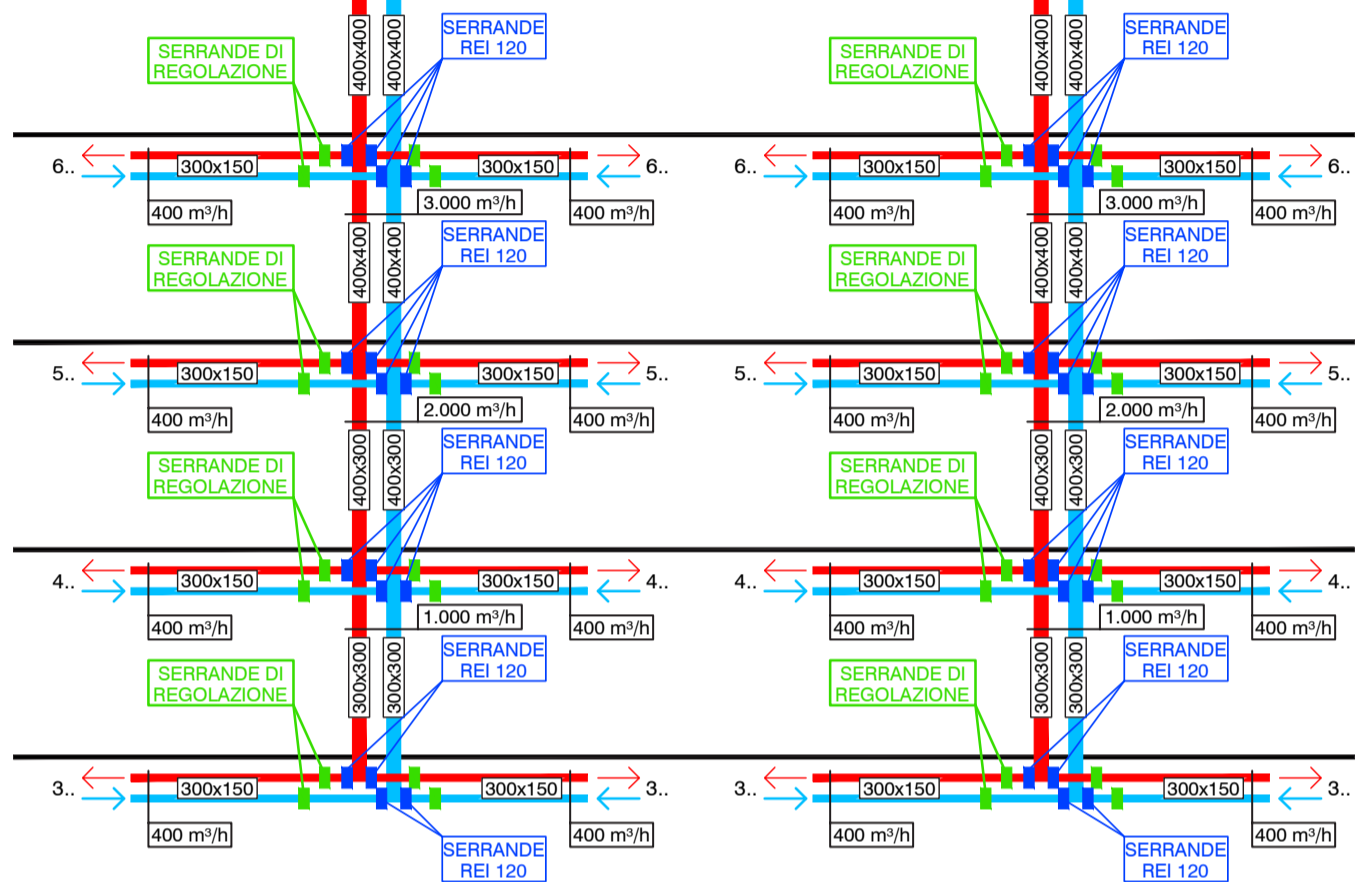 400x400
400x400
SERRANDE
REI 120
SERRANDE DI
REGOLAZIONE
400x400
400x400
SERRANDE
REI 120
SERRANDE DI
REGOLAZIONE
6..
300x150
300x150
6..
6..
300x150
300x150
6..
400 m³/h
3.000 m³/h
400 m³/h
400 m³/h
3.000 m³/h
400 m³/h
SERRANDE DI
REGOLAZIONE
400x400
400x400
SERRANDE
REI 120
SERRANDE DI
REGOLAZIONE
400x400
400x400
SERRANDE
REI 120
5..
300x150
300x150
5..
5..
300x150
300x150
5..
400 m³/h
2.000 m³/h
400 m³/h
400 m³/h
2.000 m³/h
400 m³/h
SERRANDE DI
REGOLAZIONE
400x300
400x300
SERRANDE
REI 120
SERRANDE DI
REGOLAZIONE
400x300
400x300
SERRANDE
REI 120
4..
300x150
300x150
4..
4..
300x150
300x150
4..
400 m³/h
1.000 m³/h
400 m³/h
400 m³/h
1.000 m³/h
400 m³/h
SERRANDE DI
REGOLAZIONE
300x300
300x300
SERRANDE
REI 120
SERRANDE DI
REGOLAZIONE
300x300
300x300
SERRANDE
REI 120
3..
300x150
300x150
3..
3..
300x150
300x150
3..
400 m³/h
400 m³/h
400 m³/h
400 m³/h
SERRANDE
REI 120
SERRANDE
REI 120